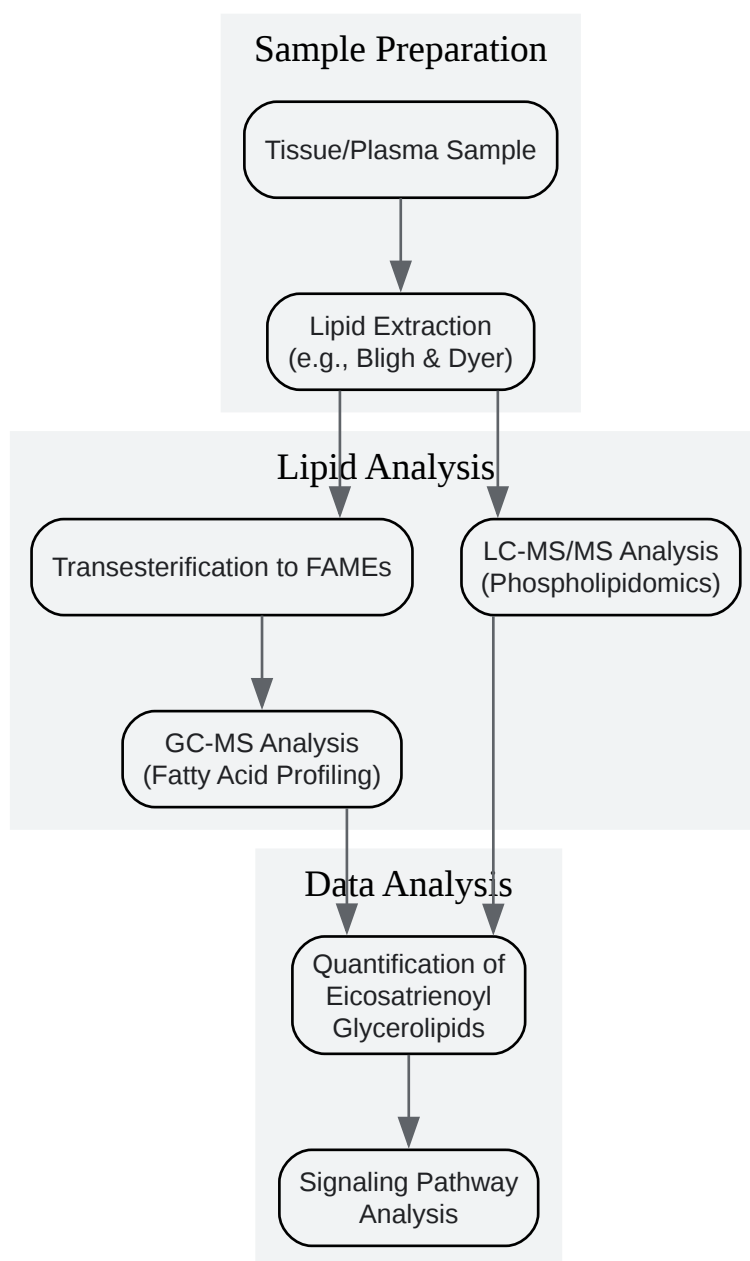 Sample Preparation
Tissue/Plasma Sample
Lipid Extraction
(e.g., Bligh & Dyer)
Lipid Analysis
Transesterification to FAMEs
LC-MS/MS Analysis
(Phospholipidomics)
GC-MS Analysis
(Fatty Acid Profiling)
Data Analysis
Quantification of
Eicosatrienoyl
Glycerolipids
Signaling Pathway
Analysis